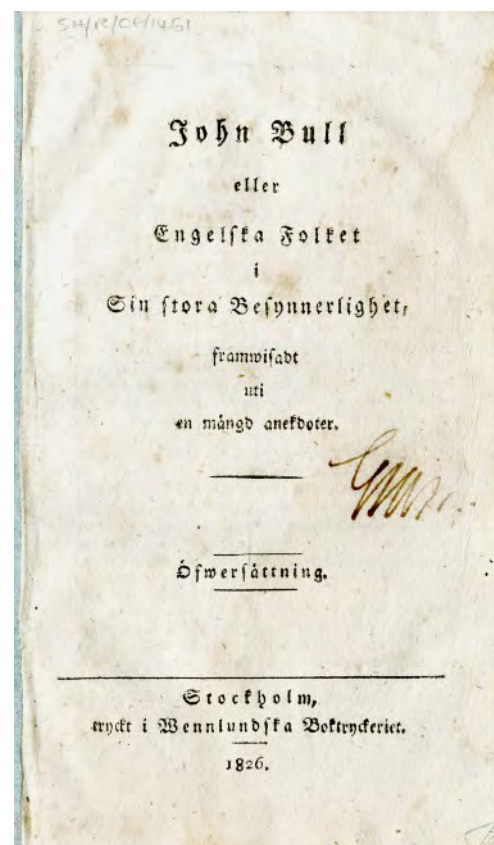 John Bull
eller
Engelska Folket
i
Sin stora Besynnerlighet,
framwisadt
uti
en mängd anekdoter.
Öfwersättning.
Stockholm,
tryckt i Wennlundska Boktryckeriet.
1826.